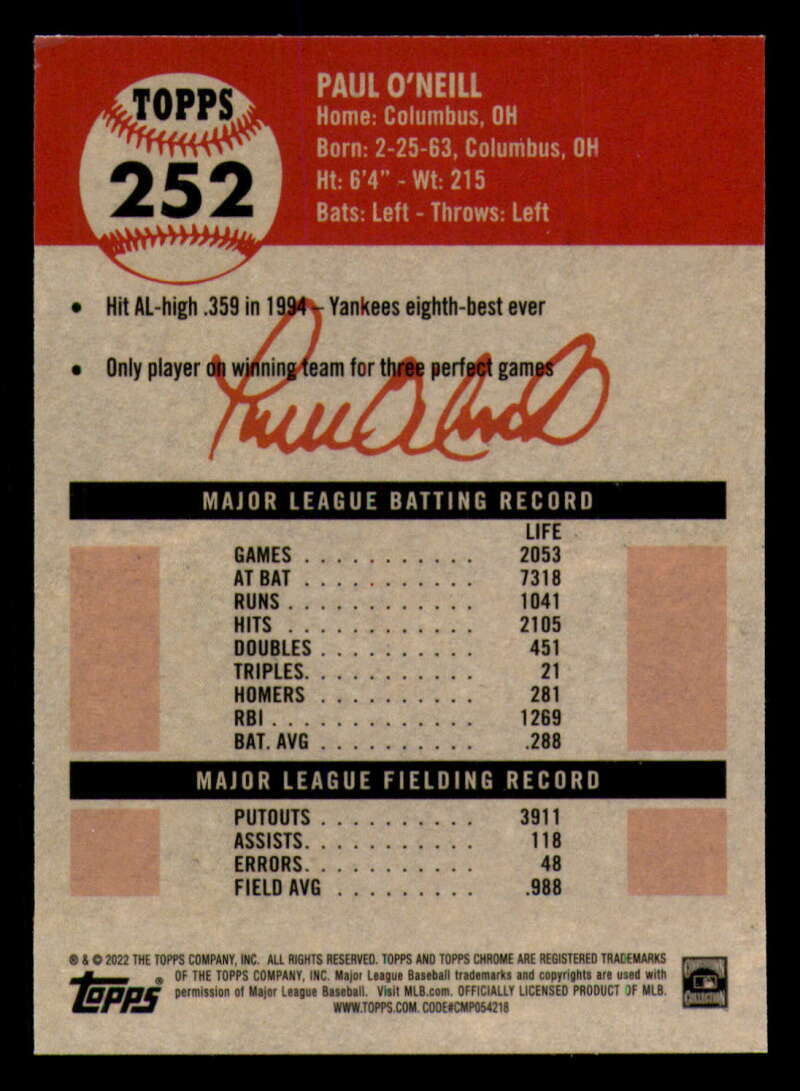 TOPPS
252
PAUL O'NEILL
Home: Columbus, OH
Born: 2-25-63, Columbus, OH
Ht: 6'4" - Wt: 215
Bats: Left - Throws: Left
• Hit AL-high .359 in 1994 – Yankees eighth-best ever
• Only player on winning team for three perfect games
Paul O'Neill
MAJOR LEAGUE BATTING RECORD
LIFE
GAMES . . . . . . . . . . . 2053
AT BAT . . . . . . . . . . . 7318
RUNS . . . . . . . . . . . . 1041
HITS . . . . . . . . . . . . 2105
DOUBLES . . . . . . . . . . 451
TRIPLES. . . . . . . . . . . 21
HOMERS . . . . . . . . . . 281
RBI . . . . . . . . . . . . . 1269
BAT. AVG . . . . . . . . . . .288
MAJOR LEAGUE FIELDING RECORD
PUTOUTS . . . . . . . . . . 3911
ASSISTS. . . . . . . . . . . 118
ERRORS. . . . . . . . . . . 48
FIELD AVG . . . . . . . . . .988
® & © 2022 THE TOPPS COMPANY, INC. ALL RIGHTS RESERVED. TOPPS AND TOPPS CHROME ARE REGISTERED TRADEMARKS
OF THE TOPPS COMPANY, INC. Major League Baseball trademarks and copyrights are used with
permission of Major League Baseball. Visit MLB.com. OFFICIALLY LICENSED PRODUCT OF MLB.
WWW.TOPPS.COM. CODE#CMP054218
Topps®
COOPERSTOWN
COLLECTION